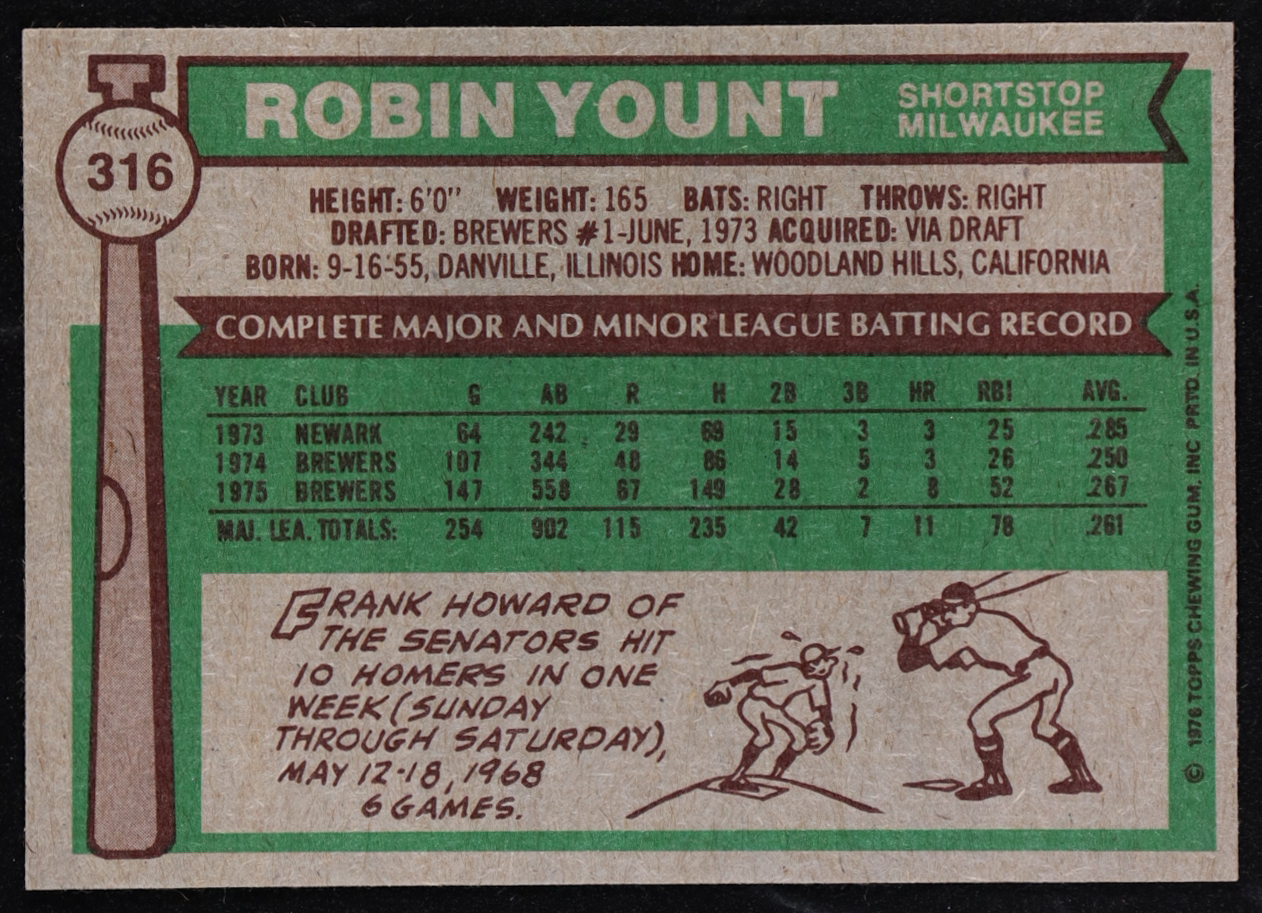 316
ROBIN YOUNT
SHORTSTOP
MILWAUKEE
HEIGHT: 6'0" WEIGHT: 165 BATS: RIGHT THROWS: RIGHT
DRAFTED: BREWERS #1-JUNE, 1973 ACQUIRED: VIA DRAFT
BORN: 9-16-55, DANVILLE, ILLINOIS HOME: WOODLAND HILLS, CALIFORNIA
COMPLETE MAJOR AND MINOR LEAGUE BATTING RECORD
YEAR CLUB G AB R H 2B 3B HR RBI AVG.
1973 NEWARK 64 242 29 69 15 3 3 25 .285
1974 BREWERS 107 344 48 86 14 5 3 26 .250
1975 BREWERS 147 558 67 149 28 2 8 52 .267
MAJ. LEA. TOTALS: 254 902 115 235 42 7 11 78 .261
FRANK HOWARD OF
THE SENATORS HIT
10 HOMERS IN ONE
WEEK (SUNDAY
THROUGH SATURDAY),
MAY 12-18, 1968
6 GAMES.
© 1976 TOPPS CHEWING GUM, INC PRTD. IN U.S.A.